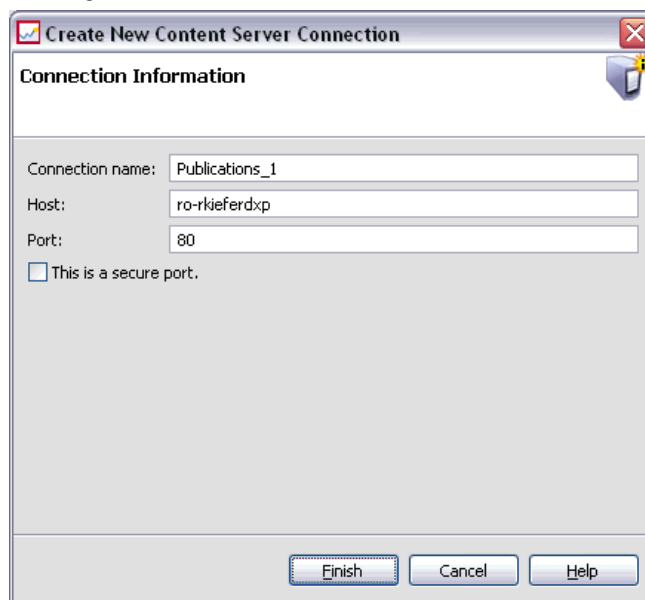 Create New Content Server Connection
Connection Information
Connection name: Publications_1
Host: ro-rkieferdxp
Port: 80
This is a secure port.
Finish Cancel Help